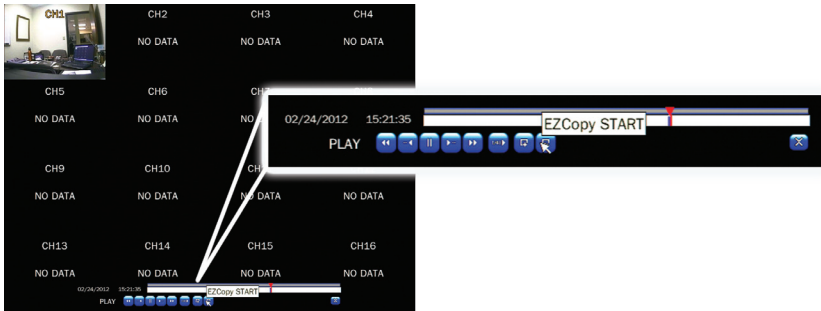 CH1 CH2 CH3 CH4
NO DATA NO DATA NO DATA
CH5 CH6
NO DATA NO DATA
CH9 CH10
NO DATA NO DATA NO DATA NO DATA
CH13 CH14 CH15 CH16
NO DATA NO DATA NO DATA NO DATA
02/24/2012 15:21:35
EZCopy START
PLAY
02/24/2012 15:21:35
EZCopy START
PLAY